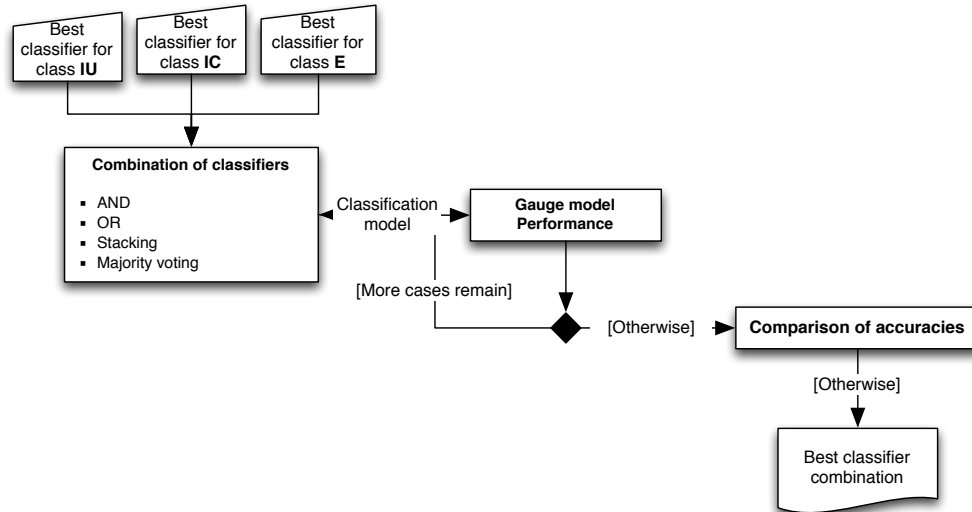 Best
classifier for
class IU
Best
classifier for
class IC
Best
classifier for
class E
Combination of classifiers
▪ AND
▪ OR
▪ Stacking
▪ Majority voting
Classification
model
Gauge model
Performance
[More cases remain]
[Otherwise]
Comparison of accuracies
[Otherwise]
Best classifier
combination